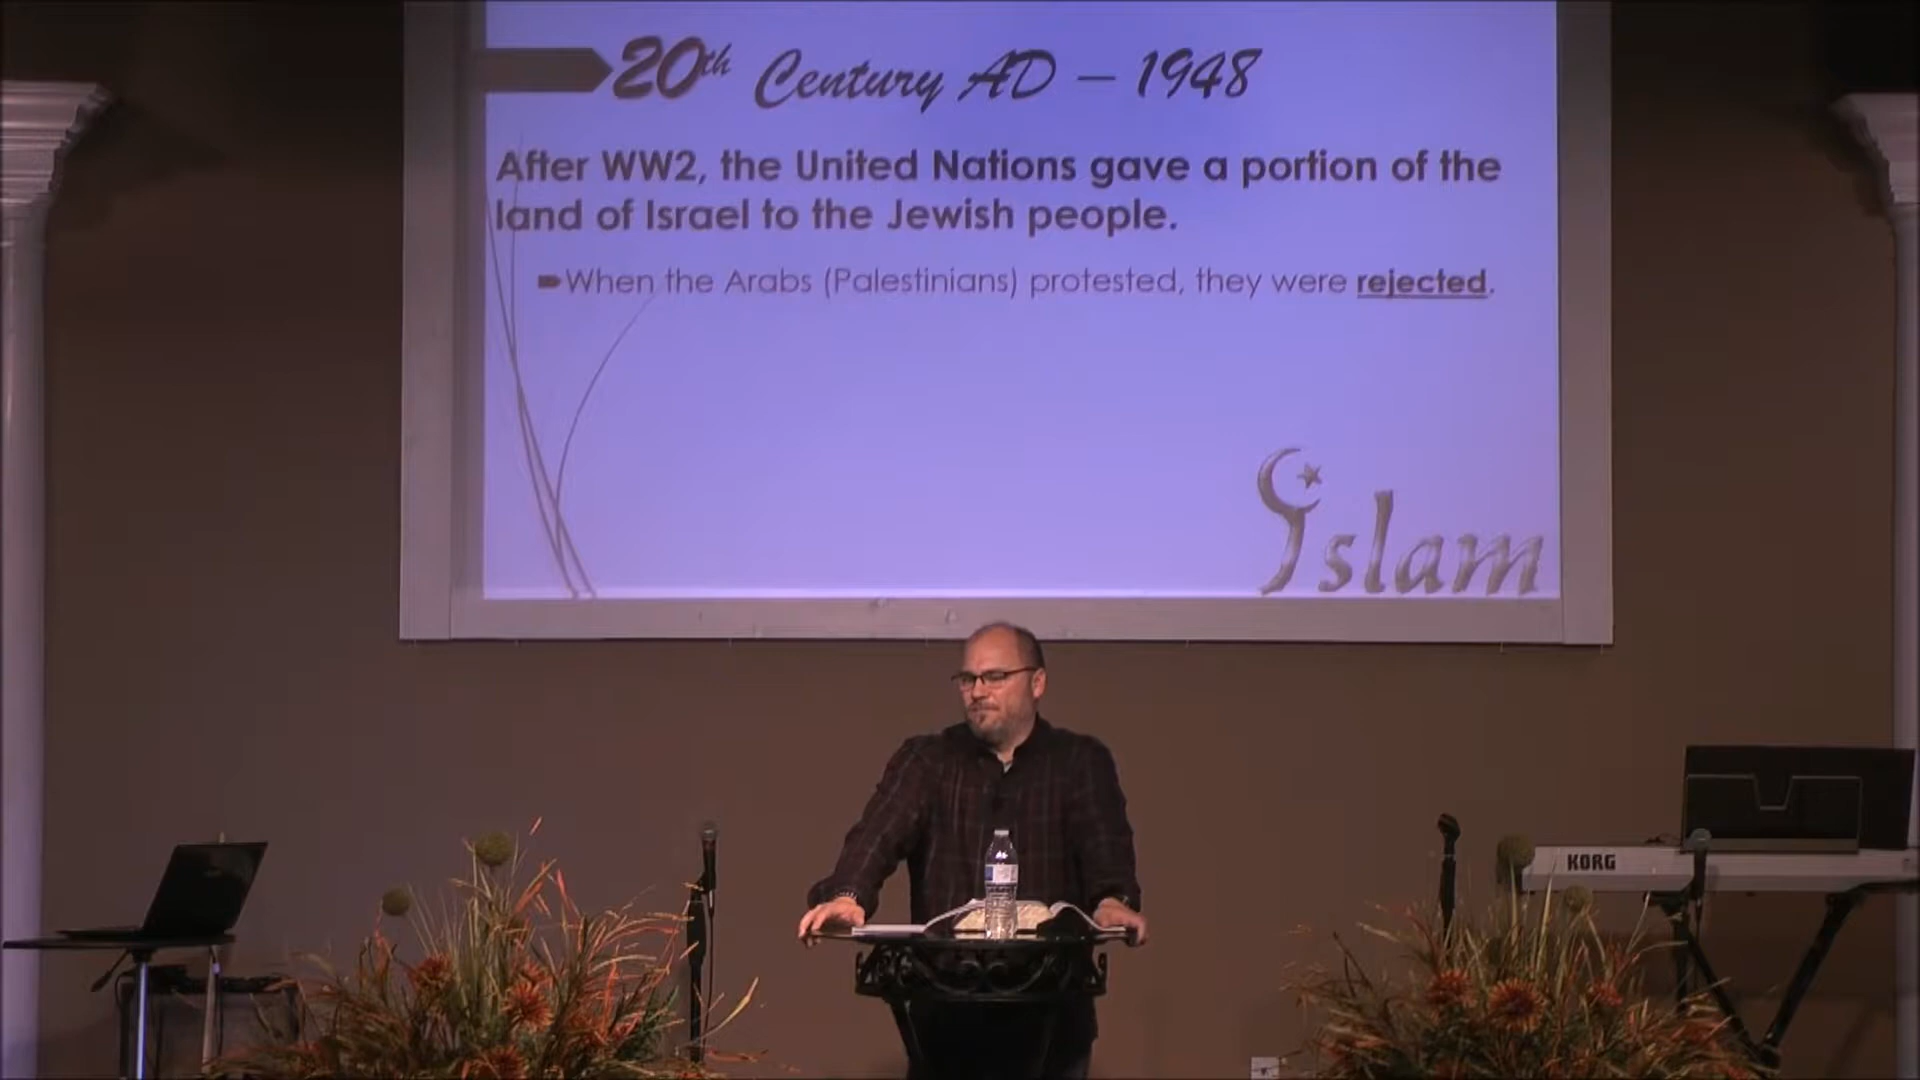 20th Century AD – 1948
After WW2, the United Nations gave a portion of the
land of Israel to the Jewish people.
When the Arabs (Palestinians) protested, they were rejected.
Islam
KORG